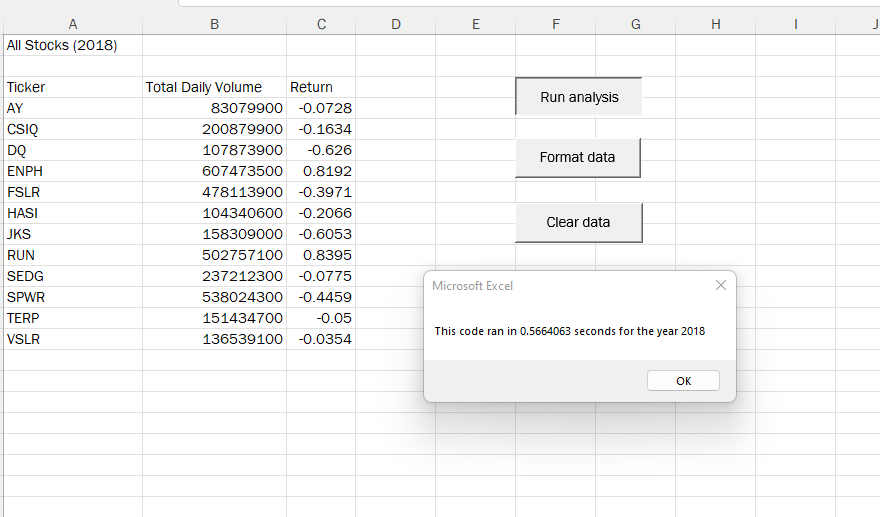 A B C D E F G H I J
All Stocks (2018)
Ticker Total Daily Volume Return
Run analysis
AY 83079900 -0.0728
CSIQ 200879900 -0.1634
DQ 107873900 -0.626
Format data
ENPH 607473500 0.8192
FSLR 478113900 -0.3971
HASI 104340600 -0.2066
Clear data
JKS 158309000 -0.6053
RUN 502757100 0.8395
SEDG 237212300 -0.0775
SPWR 538024300 -0.4459
TERP 151434700 -0.05
VSLR 136539100 -0.0354
Microsoft Excel
This code ran in 0.5664063 seconds for the year 2018
OK